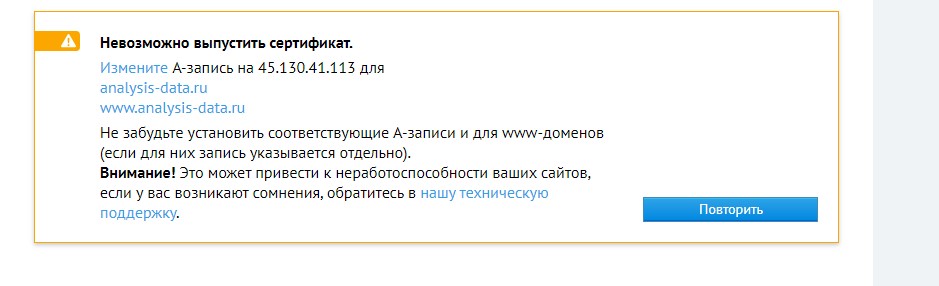 Невозможно выпустить сертификат.
Измените А-запись на 45.130.41.113 для
analysis-data.ru
www.analysis-data.ru
Не забудьте установить соответствующие А-записи и для www-доменов
(если для них запись указывается отдельно).
Внимание! Это может привести к неработоспособности ваших сайтов,
если у вас возникают сомнения, обратитесь в нашу техническую
поддержку.
Повторить